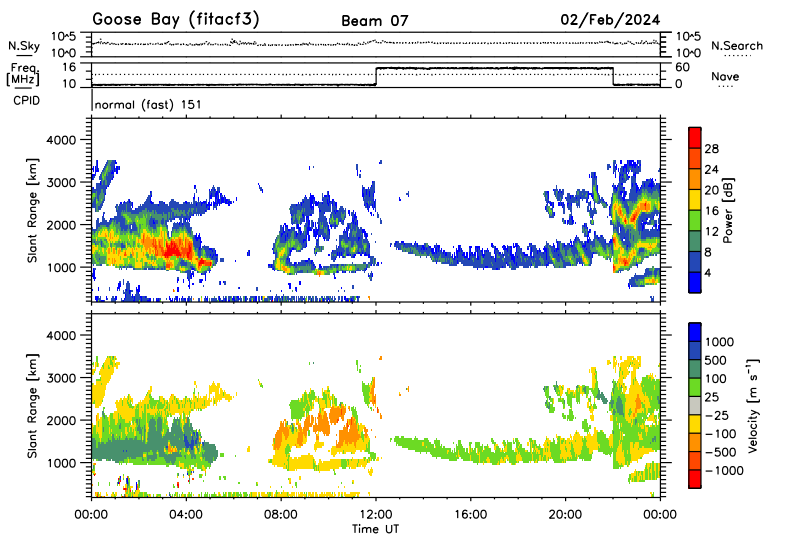 Goose Bay (fitacf3) Beam 07 02/Feb/2024
N.Sky 10^5 10^0 10^5 10^0 N.Search
Freq. [MHz] 16 10 60 0 Nave
CPID normal (fast) 151
Slant Range [km] 4000 3000 2000 1000
Power [dB] 28 24 20 16 12 8 4
Slant Range [km] 4000 3000 2000 1000
Velocity [m s⁻¹] 1000 500 100 25 −25 −100 −500 −1000
00:00 04:00 08:00 12:00 16:00 20:00 00:00
Time UT